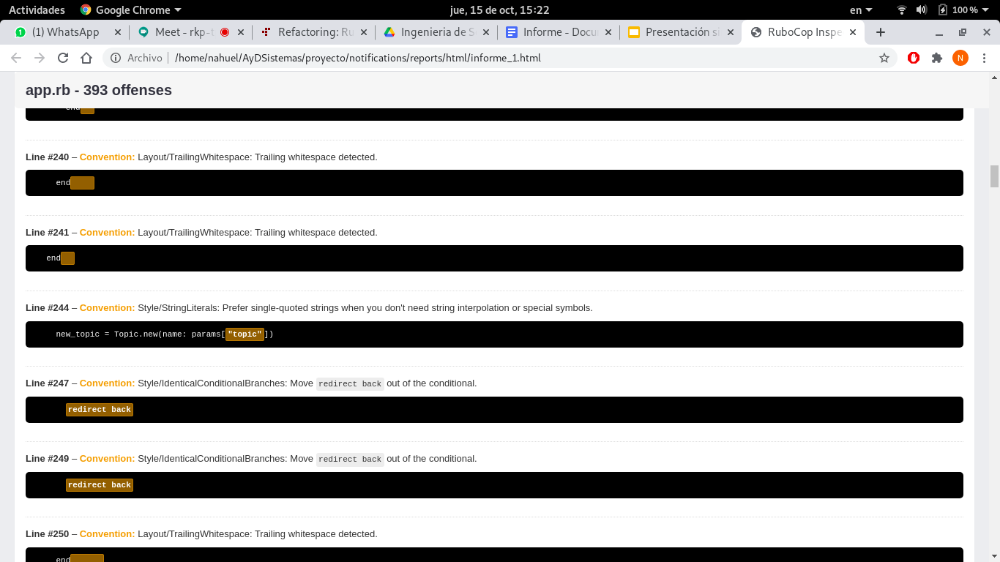 Actividades Google Chrome jue, 15 de oct, 15:22 en 100 %
(1) WhatsApp Meet - rkp-t Refactoring: Ru Ingenieria de S Informe - Docu Presentación si RuboCop Inspe
Archivo /home/nahuel/AyDSistemas/proyecto/notifications/reports/html/informe_1.html N
app.rb - 393 offenses
end
Line #240 – Convention: Layout/TrailingWhitespace: Trailing whitespace detected.
end
Line #241 – Convention: Layout/TrailingWhitespace: Trailing whitespace detected.
end
Line #244 – Convention: Style/StringLiterals: Prefer single-quoted strings when you don't need string interpolation or special symbols.
new_topic = Topic.new(name: params["topic"])
Line #247 – Convention: Style/IdenticalConditionalBranches: Move redirect back out of the conditional.
redirect back
Line #249 – Convention: Style/IdenticalConditionalBranches: Move redirect back out of the conditional.
redirect back
Line #250 – Convention: Layout/TrailingWhitespace: Trailing whitespace detected.
end